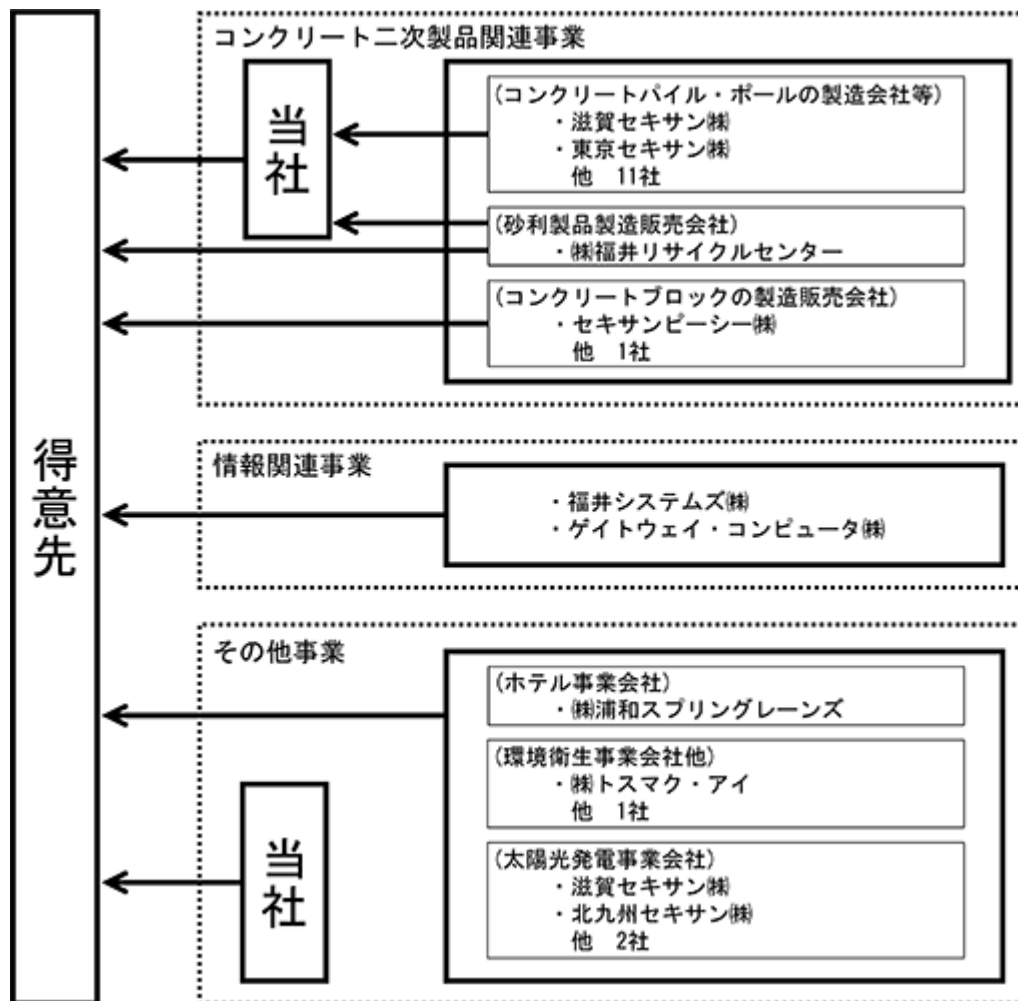 得意先
コンクリート二次製品関連事業
当社
(コンクリートパイル・ポールの製造会社等)
・滋賀セキサン㈱
・東京セキサン㈱
他 11社
(砂利製品製造販売会社)
・㈱福井リサイクルセンター
(コンクリートブロックの製造販売会社)
・セキサンピーシー㈱
他 1社
情報関連事業
・福井システムズ㈱
・ゲイトウェイ・コンピュータ㈱
その他事業
当社
(ホテル事業会社)
・㈱浦和スプリングレーンズ
(環境衛生事業会社他)
・㈱トスマク・アイ
他 1社
(太陽光発電事業会社)
・滋賀セキサン㈱
・北九州セキサン㈱
他 2社